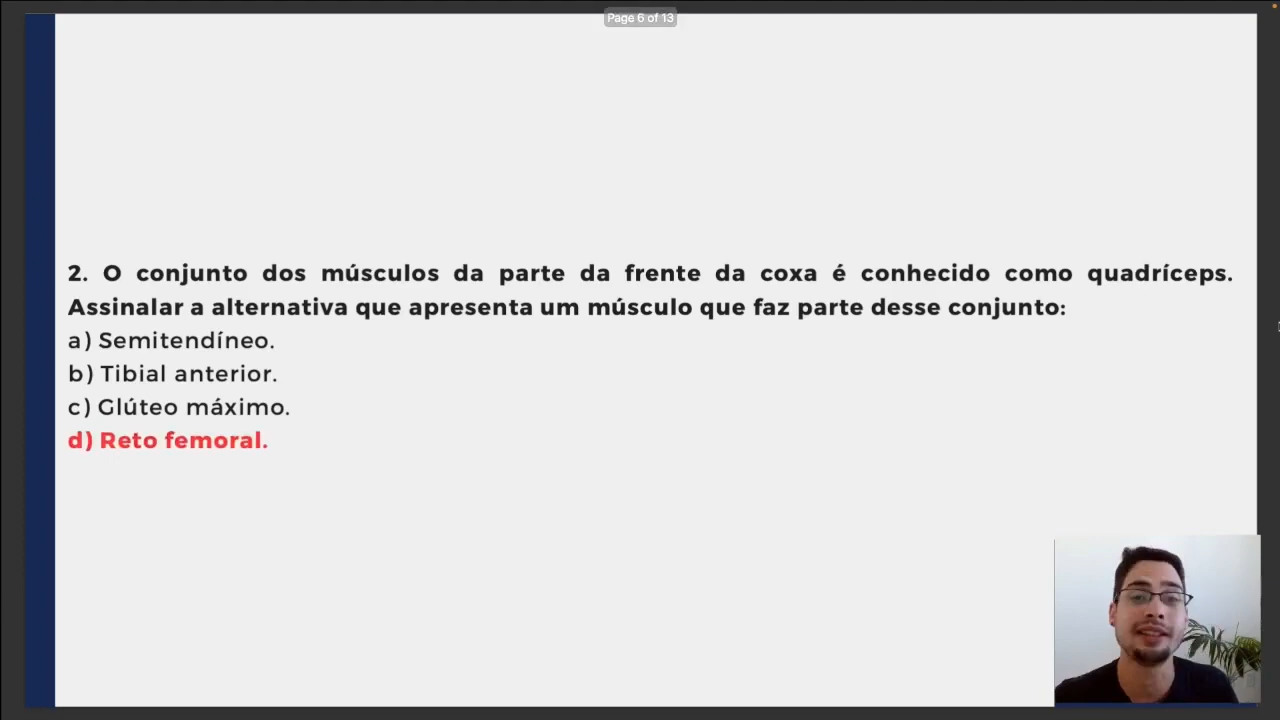 Page 6 of 13
2. O conjunto dos músculos da parte da frente da coxa é conhecido como quadríceps.
Assinalar a alternativa que apresenta um músculo que faz parte desse conjunto:
a) Semitendíneo.
b) Tibial anterior.
c) Glúteo máximo.
d) Reto femoral.